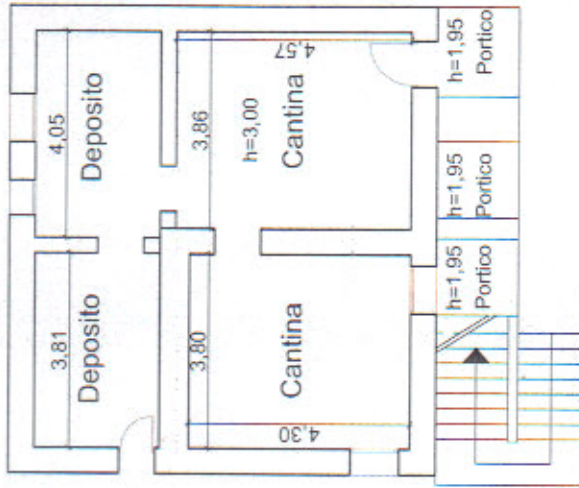 4,05
Deposito
3,81
Deposito
4,57
3,86
h=3,00
Cantina
3,80
Cantina
4,30
h=1,95
Portico
h=1,95
Portico
h=1,95
Portico